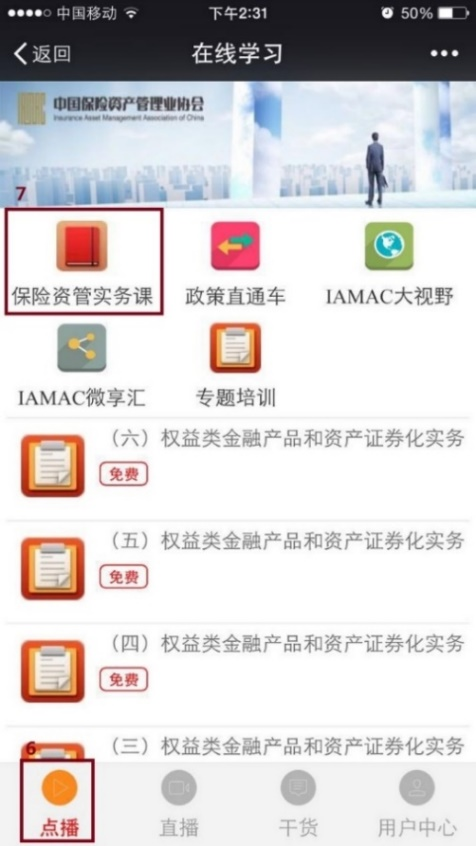 中国移动 下午2:31 50%
返回 在线学习
中国保险资产管理业协会
Insurance Asset Management Association of China
7
保险资管实务课 政策直通车 IAMAC大视野
IAMAC微享汇 专题培训
（六）权益类金融产品和资产证券化实务
免费
（五）权益类金融产品和资产证券化实务
免费
（四）权益类金融产品和资产证券化实务
免费
（三）权益类金融产品和资产证券化实务
6
点播 直播 干货 用户中心